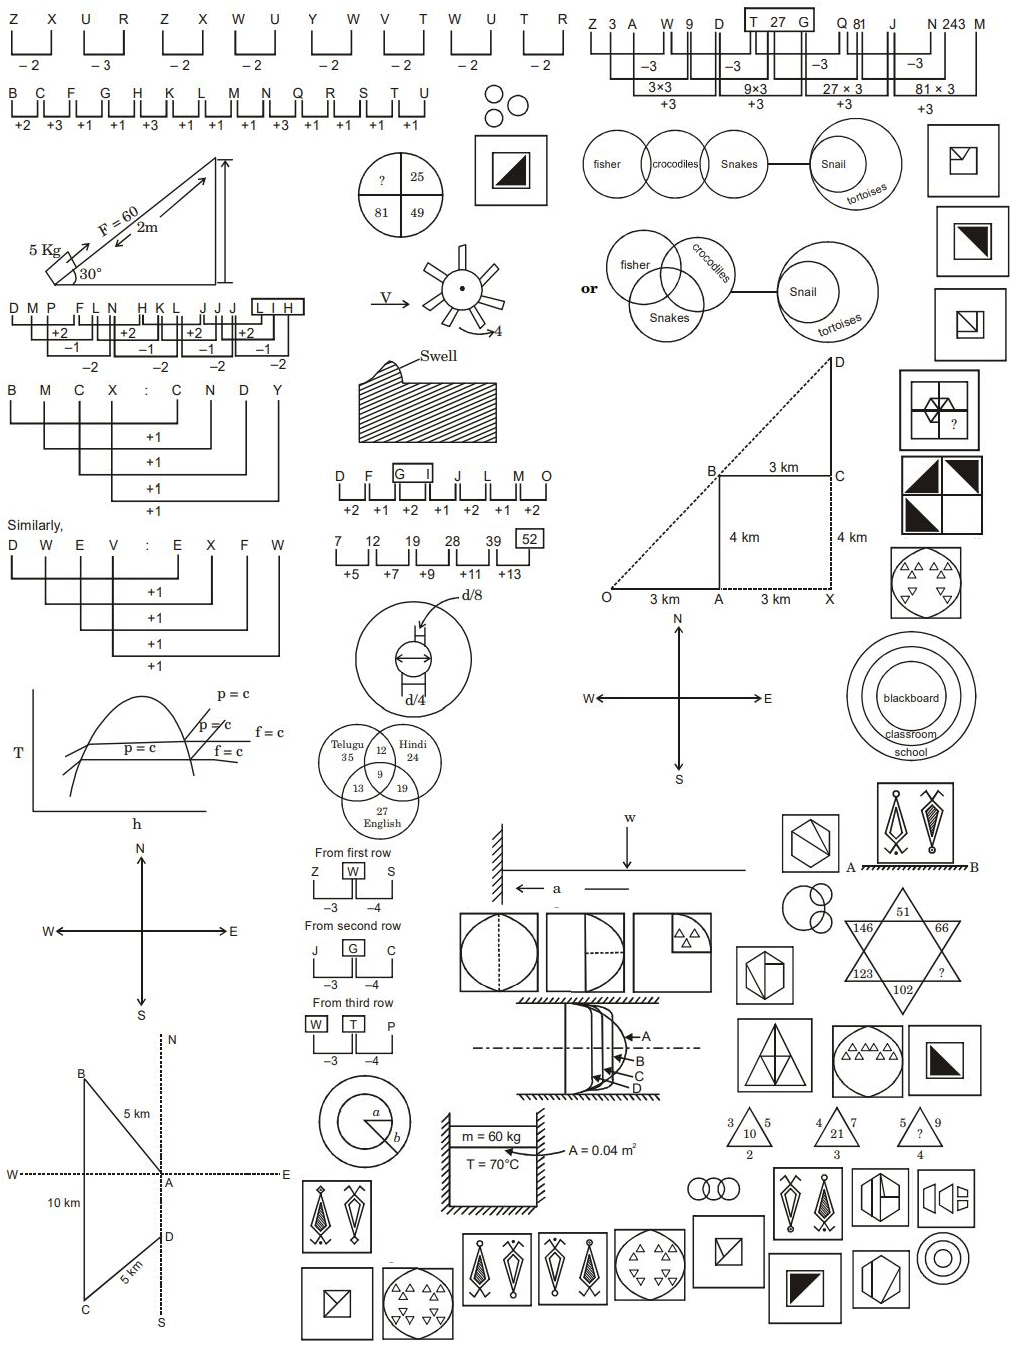 Z X U R Z X W U Y W V T W U T R
– 2 – 3 – 2 – 2 – 2 – 2 – 2 – 2
B C F G H K L M N Q R S T U
+2 +3 +1 +1 +3 +1 +1 +1 +3 +1 +1 +1 +1
Z 3 A W 9 D T 27 G Q 81 J N 243 M
–3 –3 –3 –3
3×3 9×3 27 × 3 81 × 3
+3 +3 +3 +3
F = 60
2m
5 Kg
30°
? 25
81 49
fisher crocodiles Snakes Snail
tortoises
V
4
or
fisher crocodiles
Snakes
Snail
tortoises
D M P F L N H K L J J J L I H
+2 +2 +2 +2
–1 –1 –1 –1
–2 –2 –2 –2
Swell
B M C X : C N D Y
+1
+1
+1
+1
Similarly,
D W E V : E X F W
+1
+1
+1
+1
D F G I J L M O
+2 +1 +2 +1 +2 +1 +2
7 12 19 28 39 52
+5 +7 +9 +11 +13
D
B 3 km C
4 km 4 km
O 3 km A 3 km X
?
d/8
d/4
N
W E
S
blackboard
classroom
school
T
p = c
p = c
p = c
f = c
f = c
h
Telugu
35
12
Hindi
24
9
13 19
27
English
N
W E
S
From first row
Z W S
–3 –4
From second row
J G C
–3 –4
From third row
W T P
–3 –4
w
a
A B
51
146 66
123 ?
102
A
B
C
D
N
B
5 km
W E
A
10 km
D
5 km
C
S
a
b
m = 60 kg
T = 70°C
A = 0.04 m²
3 5
10
2
4 7
21
3
5 9
?
4